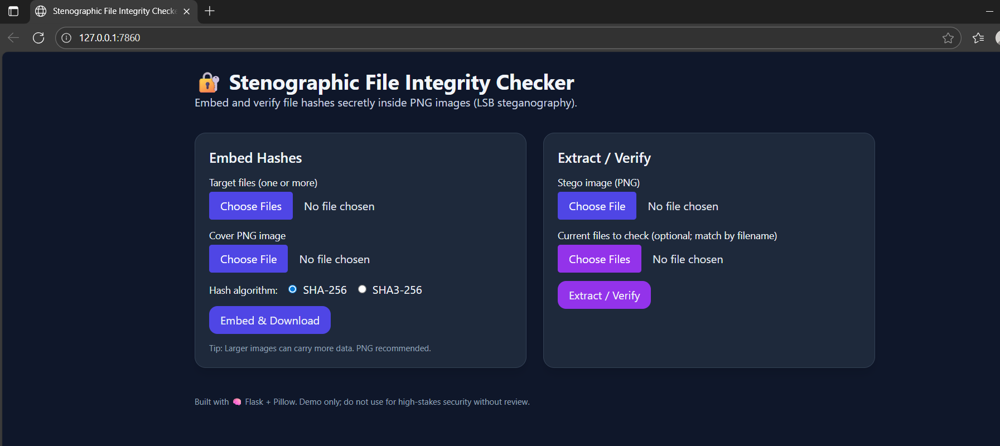 Stenographic File Integrity Checke
127.0.0.1:7860
Stenographic File Integrity Checker
Embed and verify file hashes secretly inside PNG images (LSB steganography).
Embed Hashes
Target files (one or more)
Choose Files No file chosen
Cover PNG image
Choose File No file chosen
Hash algorithm: SHA-256 SHA3-256
Embed & Download
Tip: Larger images can carry more data. PNG recommended.
Extract / Verify
Stego image (PNG)
Choose File No file chosen
Current files to check (optional; match by filename)
Choose Files No file chosen
Extract / Verify
Built with 🧠 Flask + Pillow. Demo only; do not use for high-stakes security without review.